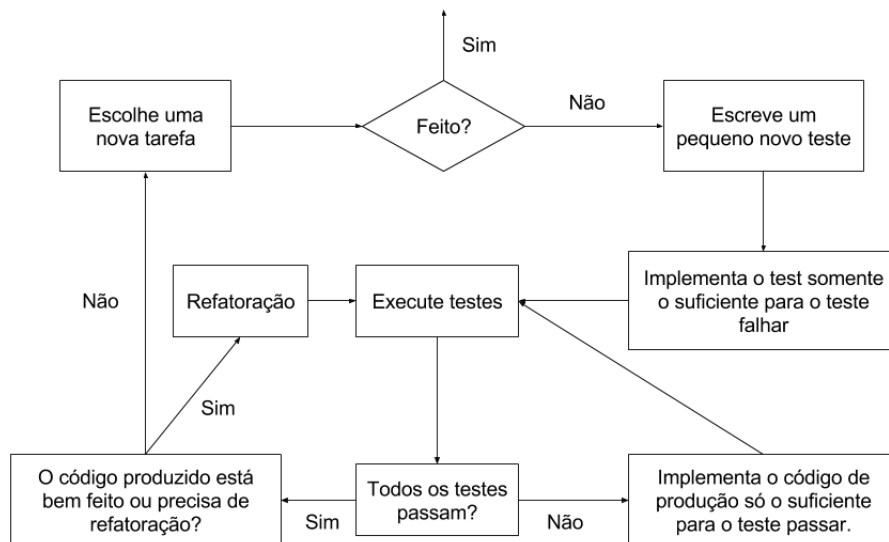 Sim
Escolhe uma
nova tarefa
Feito?
Não
Escreve um
pequeno novo teste
Não
Refatoração
Execute testes
Implementa o test somente
o suficiente para o teste
falhar
Sim
O código produzido está
bem feito ou precisa de
refatoração?
Sim
Todos os testes
passam?
Não
Implementa o código de
produção só o suficiente
para o teste passar.